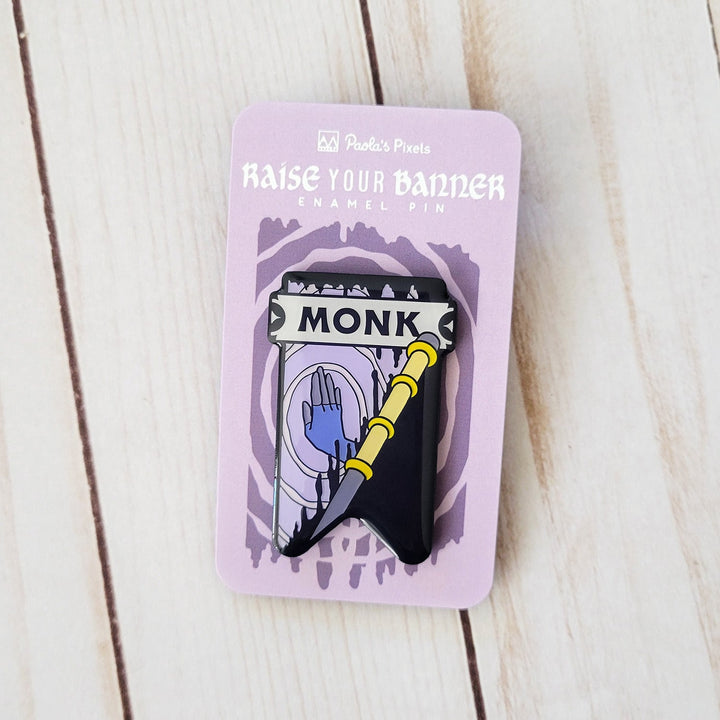 Paola's Pixels
RAISE YOUR BANNER
ENAMEL PIN
MONK